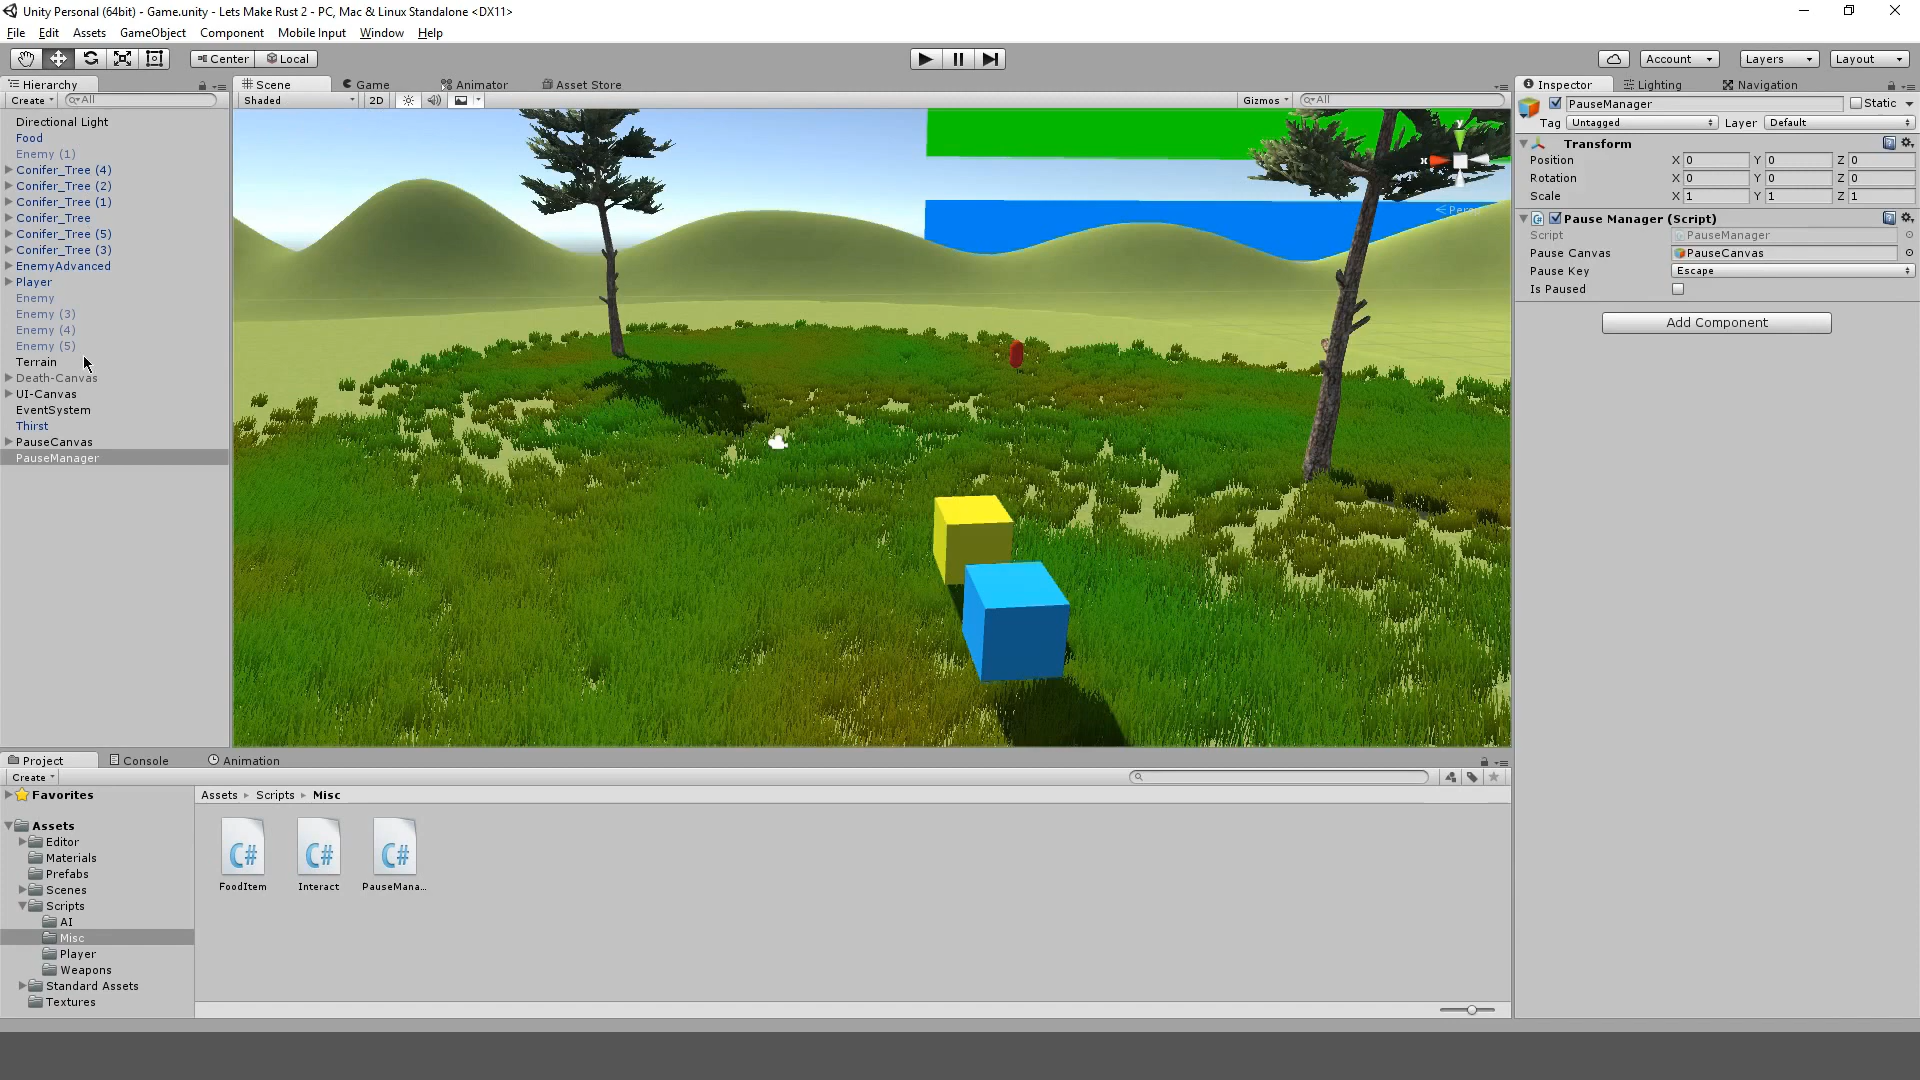 Unity Personal (64bit) - Game.unity - Lets Make Rust 2 - PC, Mac & Linux Standalone <DX11>
File Edit Assets GameObject Component Mobile Input Window Help
Center Local Account Layers Layout
Hierarchy Scene Game Animator Asset Store Inspector Lighting Navigation
Create All Shaded 2D Gizmos All
PauseManager Static
Tag Untagged Layer Default
Directional Light
Food
Enemy (1)
Conifer_Tree (4)
Conifer_Tree (2)
Conifer_Tree (1)
Conifer_Tree
Conifer_Tree (5)
Conifer_Tree (3)
EnemyAdvanced
Player
Enemy
Enemy (3)
Enemy (4)
Enemy (5)
Terrain
Death-Canvas
UI-Canvas
EventSystem
Thirst
PauseCanvas
PauseManager
y
x
Persp
Transform
Position X 0 Y 0 Z 0
Rotation X 0 Y 0 Z 0
Scale X 1 Y 1 Z 1
Pause Manager (Script)
Script PauseManager
Pause Canvas PauseCanvas
Pause Key Escape
Is Paused
Add Component
Project Console Animation
Create
Favorites
Assets
Editor
Materials
Prefabs
Scenes
Scripts
AI
Misc
Player
Weapons
Standard Assets
Textures
Assets Scripts Misc
C# C# C#
FoodItem Interact PauseMana...